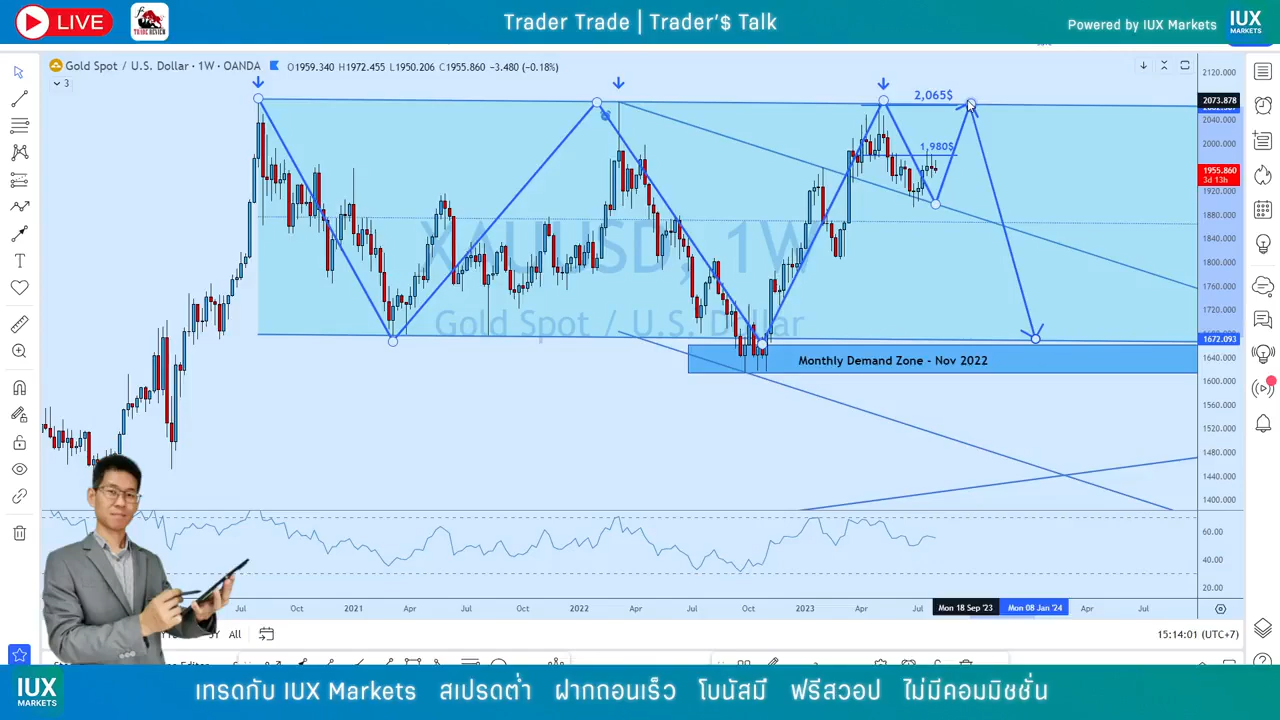 LIVE
TRADE REVIEW
Trader Trade | Trader'$ Talk
Powered by IUX Markets
IUX
MARKETS
Gold Spot / U.S. Dollar · 1W · OANDA
O1959.340 H1972.455 L1950.206 C1955.860 −3.480 (−0.18%)
3
2,065$
1,980$
XAUUSD, 1W
Gold Spot / U.S. Dollar
Monthly Demand Zone - Nov 2022
2120.000
2073.878
2040.000
2000.000
1955.860
3d 13h
1920.000
1880.000
1840.000
1800.000
1760.000
1720.000
1672.093
1640.000
1600.000
1560.000
1520.000
1480.000
1440.000
1400.000
60.00
40.00
20.00
Jul
Oct
2021
Apr
Jul
Oct
2022
Apr
Jul
Oct
2023
Apr
Jul
Mon 18 Sep '23
Mon 08 Jan '24
Apr
Jul
All
15:14:01 (UTC+7)
IUX
MARKETS
เทรดกับ IUX Markets สเปรดต่ำ ฝากถอนเร็ว โบนัสมี ฟรีสวอป ไม่มีคอมมิชชั่น